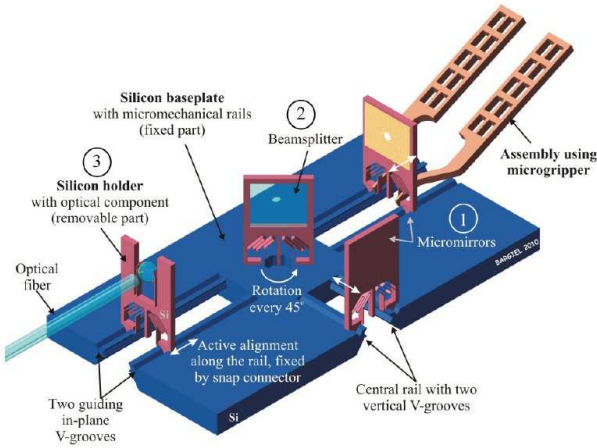 Silicon baseplate
with micromechanical rails
(fixed part)
2
Beamsplitter
3
Silicon holder
with optical component
(removable part)
Assembly using
microgripper
1
Micromirrors
BARGIEL 2010
Optical
fiber
Rotation
every 45°
Si
Active alignment
along the rail, fixed
by snap connector
Two guiding
in-plane
V-grooves
Si
Central rail with two
vertical V-grooves